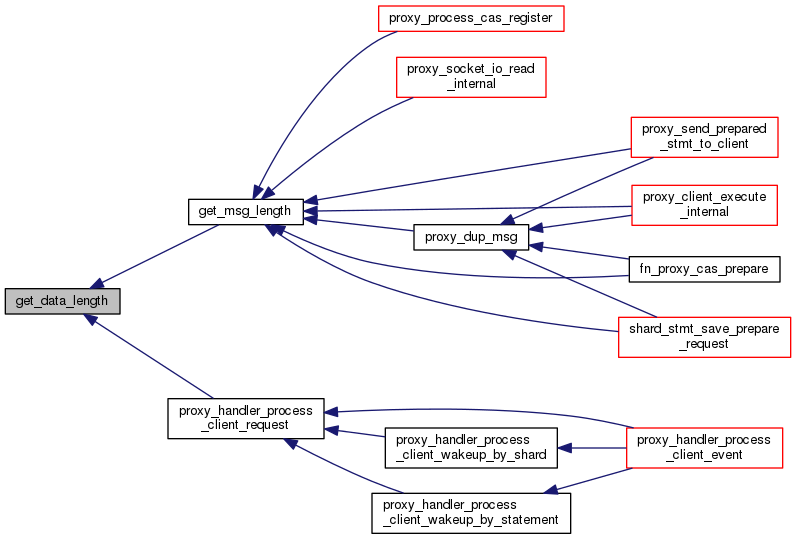 proxy_process_cas_register
proxy_socket_io_read
_internal
proxy_send_prepared
_stmt_to_client
get_msg_length
proxy_client_execute
_internal
proxy_dup_msg
fn_proxy_cas_prepare
get_data_length
shard_stmt_save_prepare
_request
proxy_handler_process
_client_request
proxy_handler_process
_client_wakeup_by_shard
proxy_handler_process
_client_event
proxy_handler_process
_client_wakeup_by_statement